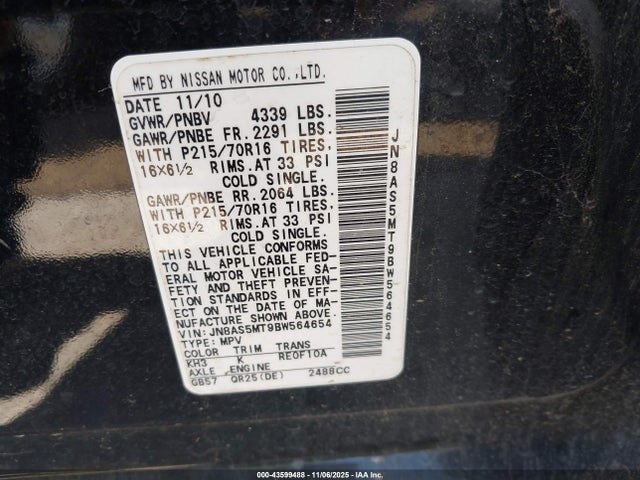 MFD BY NISSAN MOTOR CO.,LTD.
DATE 11/10
GVWR/PNBV 4339 LBS.
GAWR/PNBE FR. 2291 LBS.
WITH P215/70R16 TIRES,
16×6½ RIMS.AT 33 PSI
COLD SINGLE.
GAWR/PNBE RR. 2064 LBS.
WITH P215/70R16 TIRES,
16×6½ RIMS.AT 33 PSI
COLD SINGLE.
THIS VEHICLE CONFORMS
TO ALL APPLICABLE FED-
ERAL MOTOR VEHICLE SA-
FETY AND THEFT PREVEN-
TION STANDARDS IN EFF-
ECT ON THE DATE OF MA-
NUFACTURE SHOWN ABOVE.
VIN: JN8AS5MT9BW564654
TYPE: MPV
COLOR TRIM TRANS
KH3 K RE0F10A
AXLE ENGINE
GB57 QR25(DE) 2488CC
JN8AS5MT9BW564654
000-43599488 | 11/06/2025 | IAA Inc.